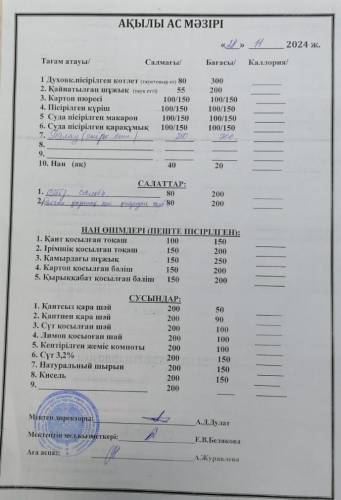 АҚЫЛЫ АС МӘЗІРІ
«28» 11 2024 ж.
Тағам атауы/ Салмағы/ Бағасы/ Каллория/
1 Духовк.пісірілген котлет 80 300
2. Қайнатылған шұжық 55 200
3. Картоп пюресі 100/150 100/150
4. Пісірілген күріш 100/150 100/150
5 Суда пісірілген макарон 100/150 100/150
6. Суда пісірілген қарақұмық 100/150 100/150
7.
8.
9.
10. Нан (ақ) 40 20
САЛАТТАР:
1. 80 200
2. 80 200
НАН ӨНІМДЕРІ (ПЕШТЕ ПІСІРІЛГЕН):
1. Қант қосылған тоқаш 100 150
2. Ірімшік қосылған тоқаш 150 200
3. Қамырдағы шұжық 150 250
4. Картоп қосылған бәліш 150 200
5. Қырыққабат қосылған бәліш 150 200
СУСЫНДАР:
1. Қантсыз қара шәй 200 50
2. Қантпен қара шәй 200 90
3. Сүт қосылған шәй 200 100
4. Лимон қосыоған шай 200 100
5. Кептірілген жеміс компоты 200 100
6. Сүт 3,2% 200 150
7. Натуральный шырын 200 150
8. Кисель 200 150
9. 200
Мектеп директоры: А.Д.Дулат
Мектептің мед.қызметкері: Е.В.Белакова
Аға аспаз: А.Журавлева